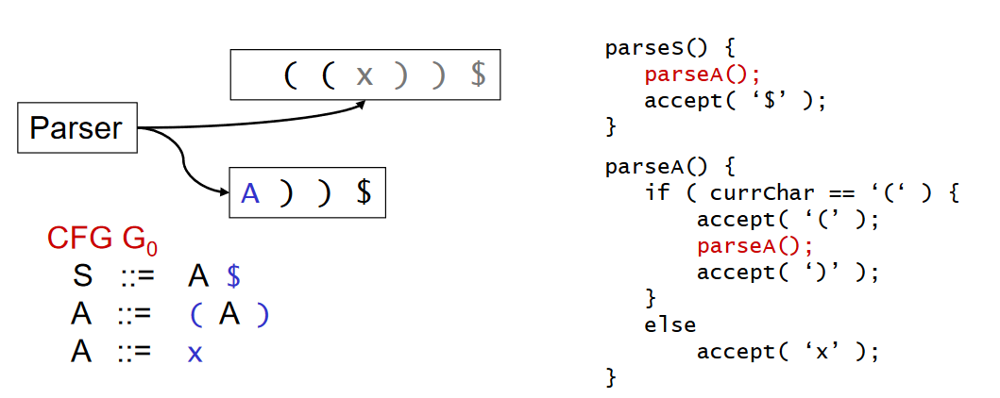 ( ( x ) ) $
Parser
A ) ) $
CFG G0
S ::= A $
A ::= ( A )
A ::= x
parseS() {
parseA();
accept( ‘$’ );
}
parseA() {
if ( currChar == ‘(‘ ) {
accept( ‘(’ );
parseA();
accept( ‘)’ );
}
else
accept( ‘x’ );
}